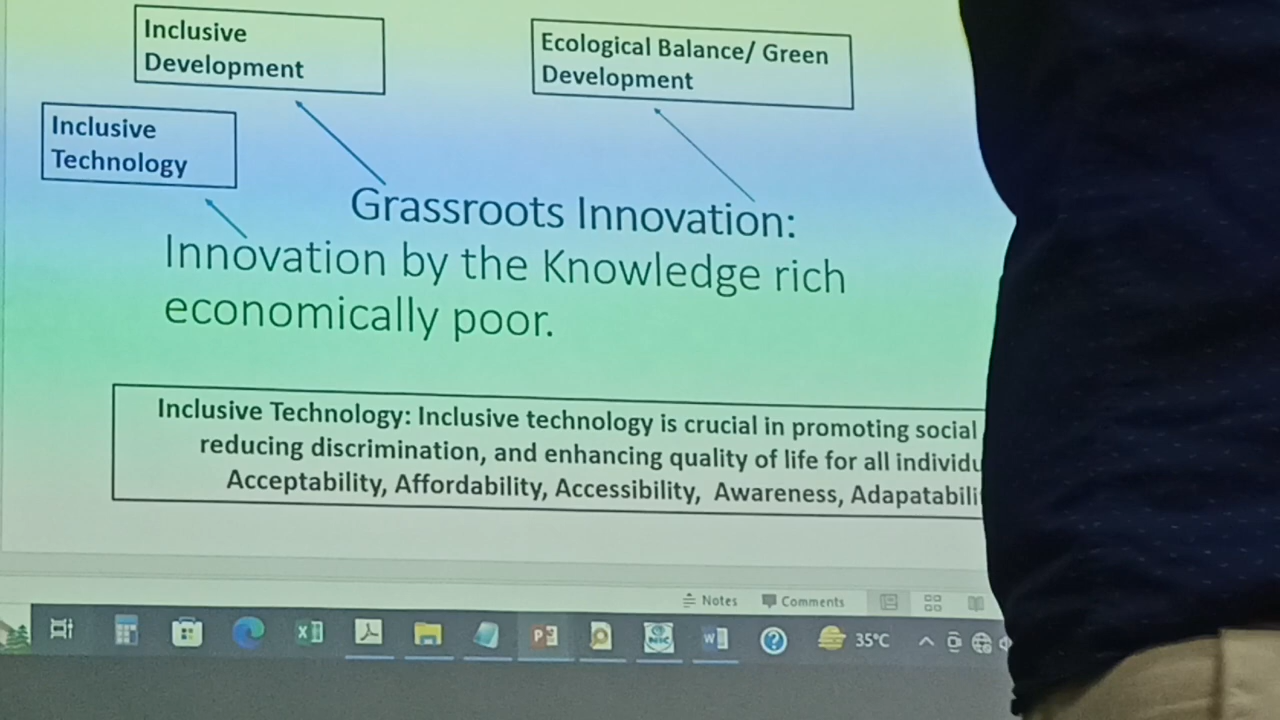 Inclusive
Development
Ecological Balance/ Green
Development
Inclusive
Technology
Grassroots Innovation:
Innovation by the Knowledge rich
economically poor.
Inclusive Technology: Inclusive technology is crucial in promoting social
reducing discrimination, and enhancing quality of life for all
Acceptability, Affordability, Accessibility, Awareness,
Notes
Comments
35°C